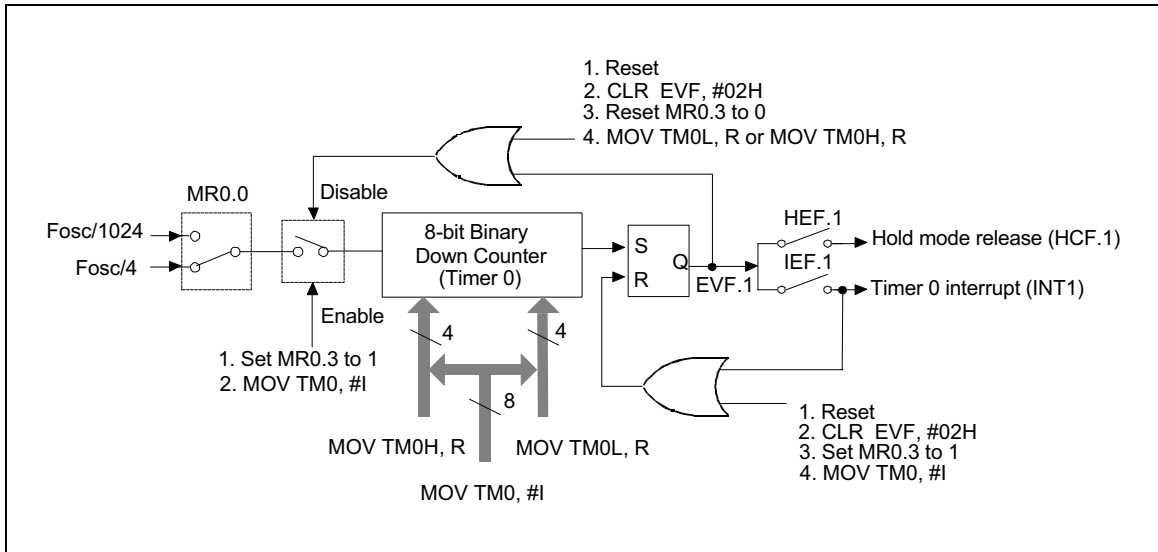 1. Reset
2. CLR EVF, #02H
3. Reset MR0.3 to 0
4. MOV TM0L, R or MOV TM0H, R
MR0.0
Disable
Fosc/1024
Fosc/4
8-bit Binary
Down Counter
(Timer 0)
S
R
Q
EVF.1
HEF.1
IEF.1
Hold mode release (HCF.1)
Timer 0 interrupt (INT1)
Enable
1. Set MR0.3 to 1
2. MOV TM0, #I
4
4
8
MOV TM0H, R
MOV TM0L, R
MOV TM0, #I
1. Reset
2. CLR EVF, #02H
3. Set MR0.3 to 1
4. MOV TM0, #I